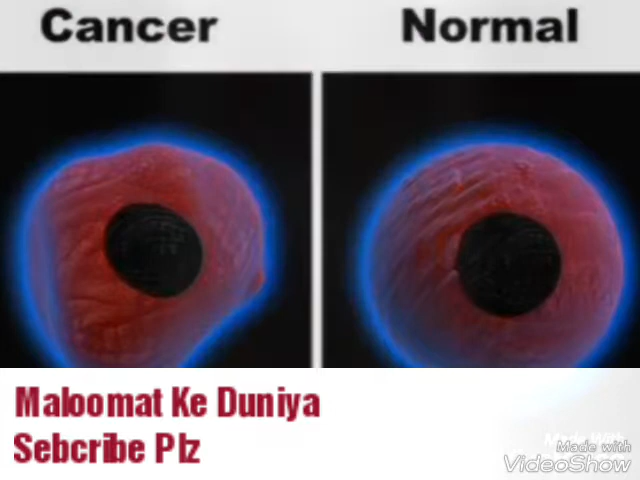 Cancer Normal
Maloomat Ke Duniya
Sebcribe Plz
Made with
VideoShow